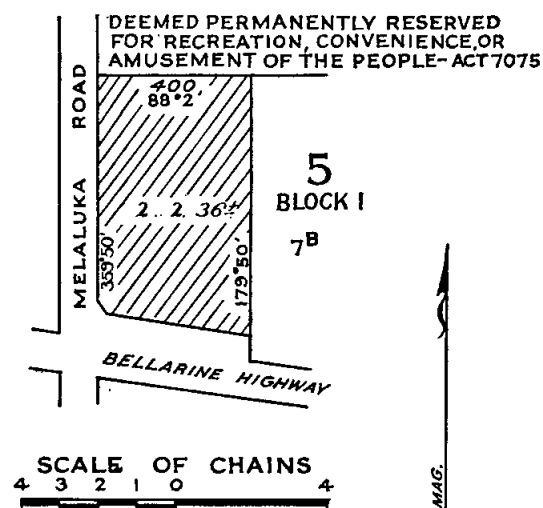 DEEMED PERMANENTLY RESERVED
FOR RECREATION, CONVENIENCE, OR
AMUSEMENT OF THE PEOPLE-ACT 7075
400
88°2'
MELALUKA ROAD
5
BLOCK I
7B
2..2.36±
359°50'
179°50'
BELLARINE HIGHWAY
SCALE OF CHAINS
4 3 2 1 0 4
MAG.